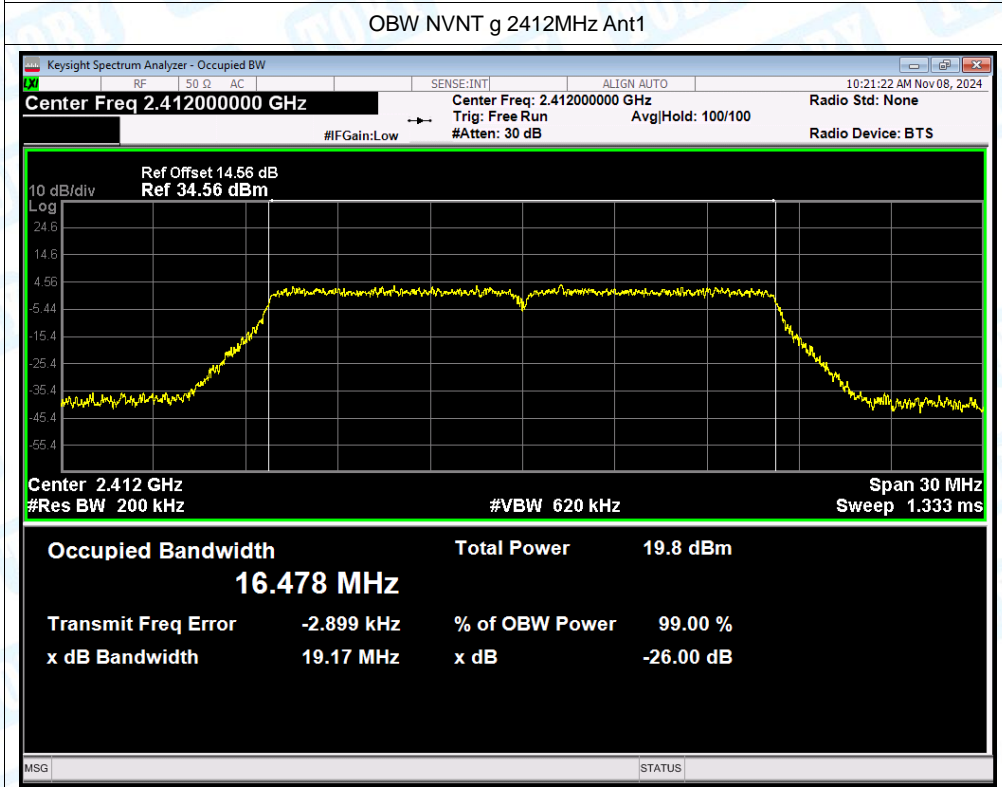 OBW NVNT g 2412MHz Ant1
Keysight Spectrum Analyzer - Occupied BW
LXI RF 50 Ω AC SENSE:INT ALIGN AUTO 10:21:22 AM Nov 08, 2024
Center Freq 2.412000000 GHz Center Freq: 2.412000000 GHz Radio Std: None
Trig: Free Run Avg|Hold: 100/100
#IFGain:Low #Atten: 30 dB Radio Device: BTS
Ref Offset 14.56 dB
10 dB/div Ref 34.56 dBm
Log
24.6
14.6
4.56
-5.44
-15.4
-25.4
-35.4
-45.4
-55.4
Center 2.412 GHz Span 30 MHz
#Res BW 200 kHz #VBW 620 kHz Sweep 1.333 ms
Occupied Bandwidth Total Power 19.8 dBm
16.478 MHz
Transmit Freq Error -2.899 kHz % of OBW Power 99.00 %
x dB Bandwidth 19.17 MHz x dB -26.00 dB
MSG STATUS